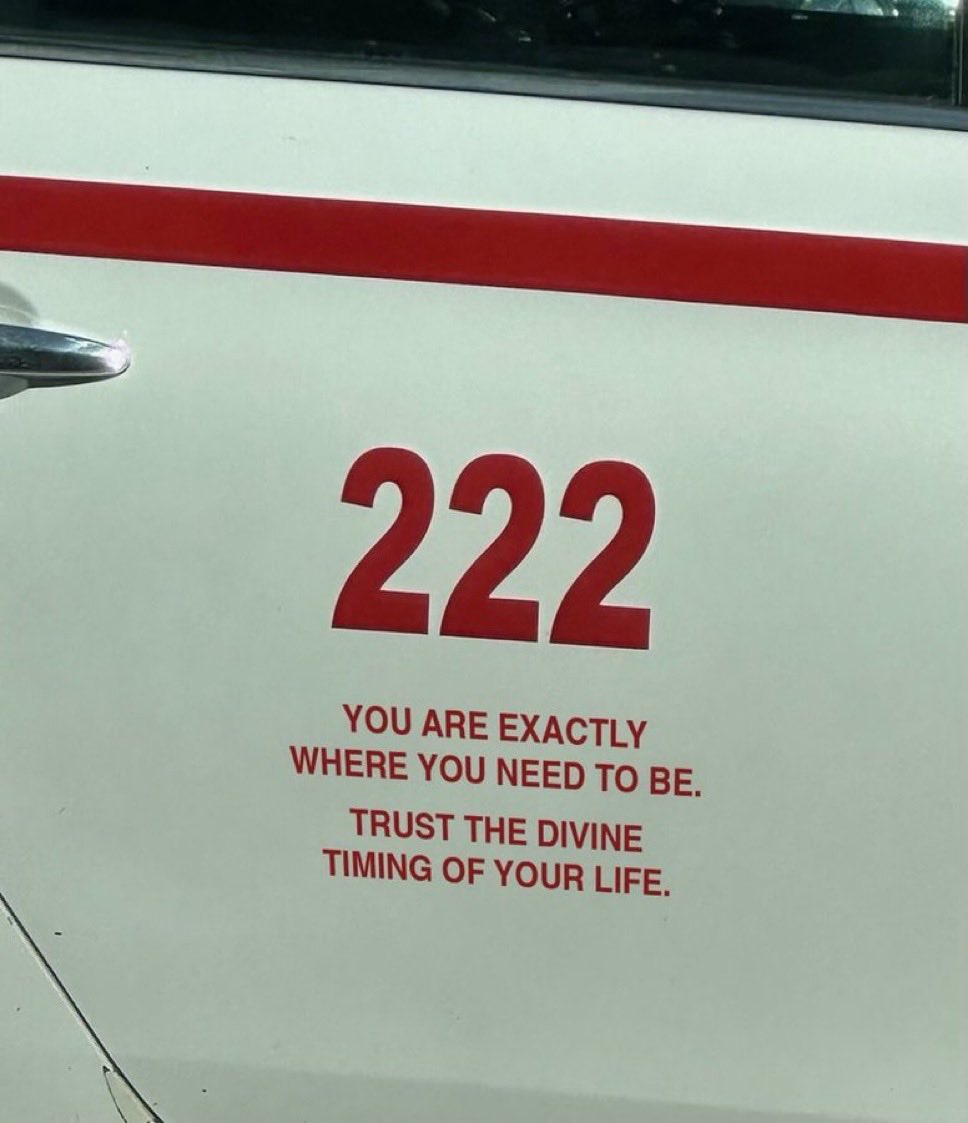 222
YOU ARE EXACTLY
WHERE YOU NEED TO BE.
TRUST THE DIVINE
TIMING OF YOUR LIFE.